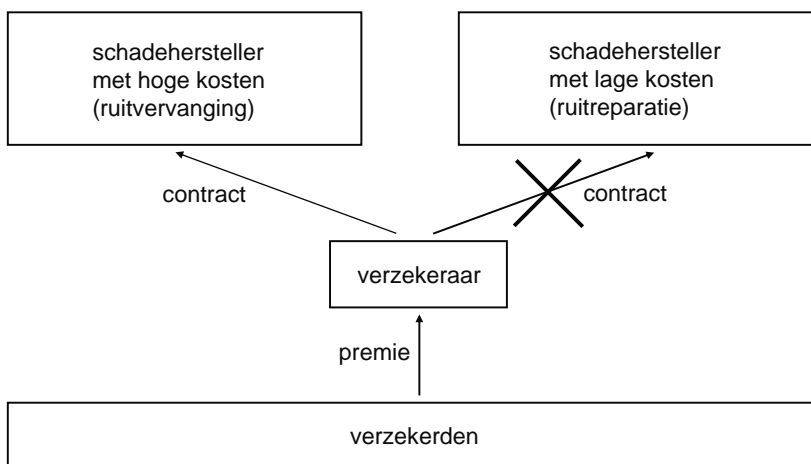 schadehersteller
met hoge kosten
(ruitvervanging)
schadehersteller
met lage kosten
(ruitreparatie)
contract
contract
verzekeraar
premie
verzekerden